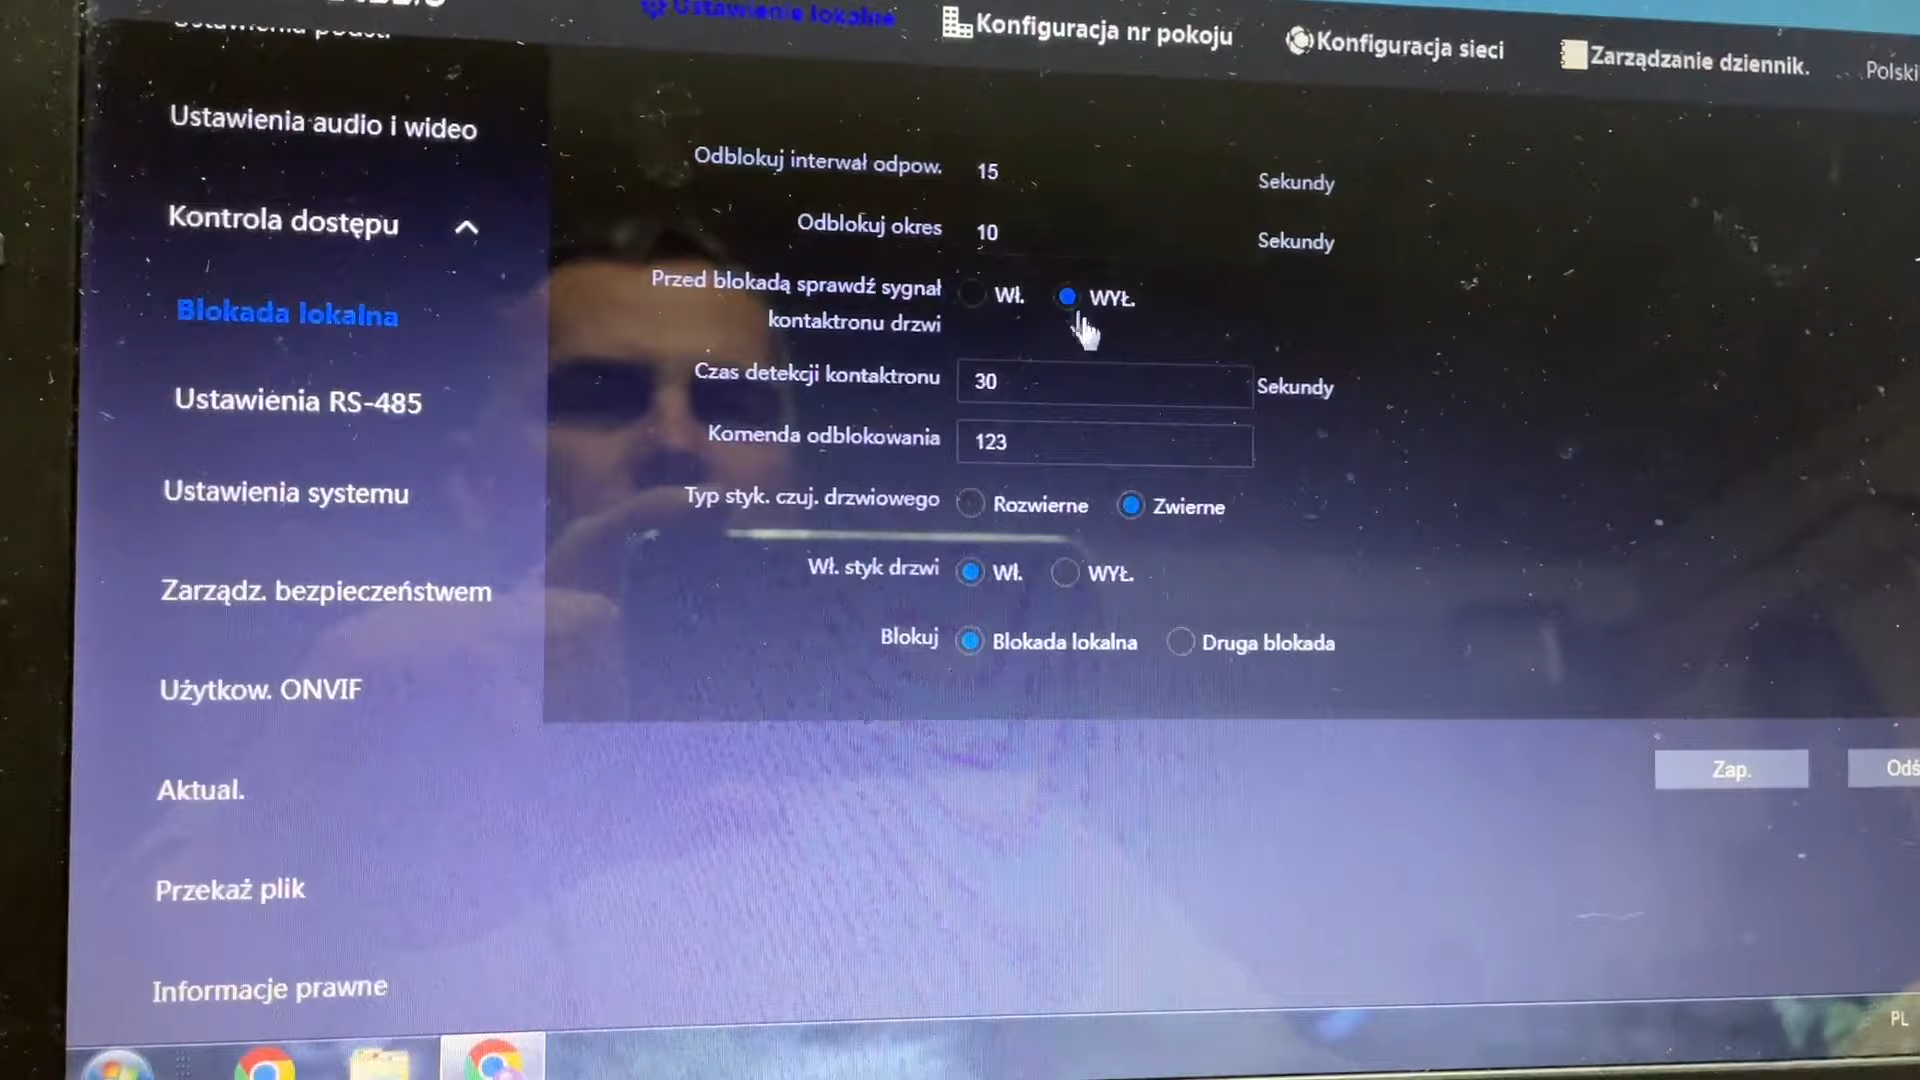 Ustawienie lokalne
Konfiguracja nr pokoju
Konfiguracja sieci
Zarządzanie dziennik.
Polski
Ustawienia audio i wideo
Kontrola dostępu
Blokada lokalna
Ustawienia RS-485
Ustawienia systemu
Zarządz. bezpieczeństwem
Użytkow. ONVIF
Aktual.
Przekaż plik
Informacje prawne
Odblokuj interwał odpow. 15 Sekundy
Odblokuj okres 10 Sekundy
Przed blokadą sprawdź sygnał Wł. WYŁ.
kontaktronu drzwi
Czas detekcji kontaktronu 30 Sekundy
Komenda odblokowania 123
Typ styk. czuj. drzwiowego Rozwierne Zwierne
Wł. styk drzwi Wł. WYŁ.
Blokuj Blokada lokalna Druga blokada
Zap.
PL